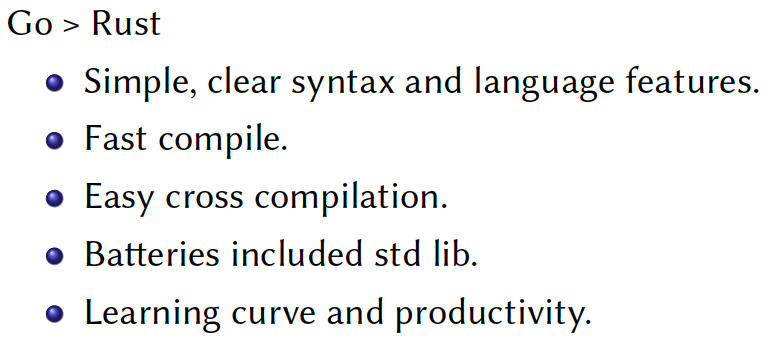 Go > Rust
Simple, clear syntax and language features.
Fast compile.
Easy cross compilation.
Batteries included std lib.
Learning curve and productivity.